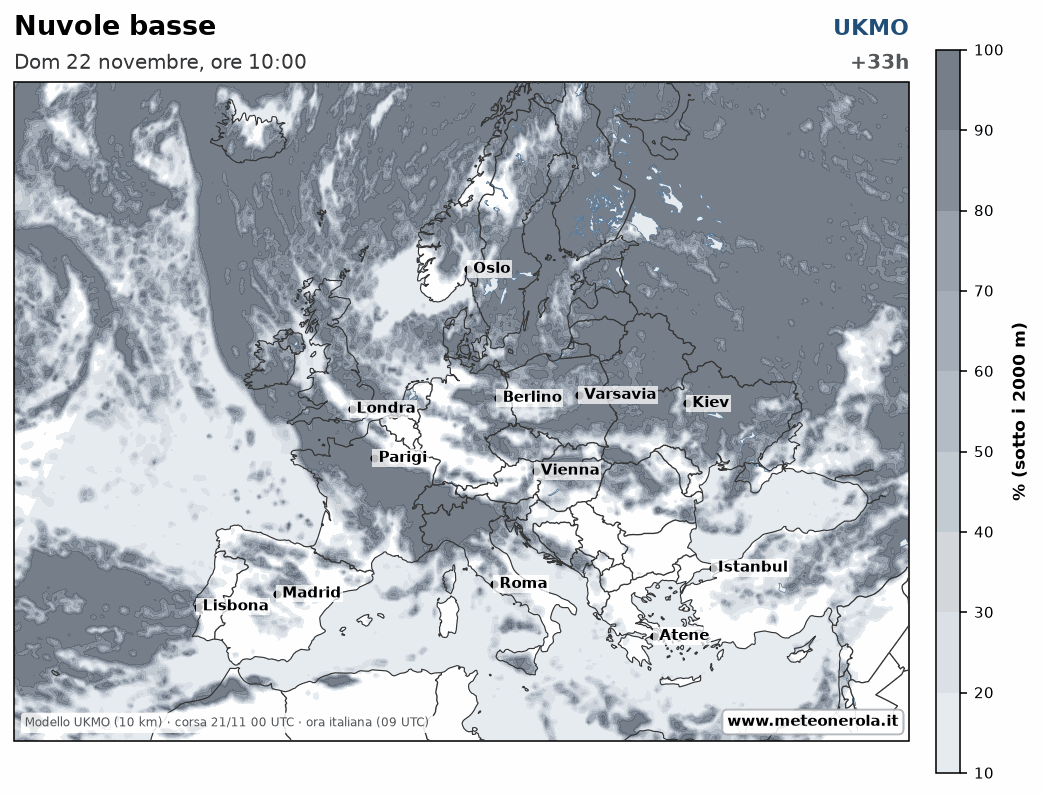 Nuvole basse
UKMO
Dom 22 novembre, ore 10:00
+33h
100
90
80
70
60
50
40
30
20
10
% (sotto i 2000 m)
Oslo
Londra
Berlino
Varsavia
Kiev
Parigi
Vienna
Istanbul
Roma
Madrid
Lisbona
Atene
Modello UKMO (10 km) · corsa 21/11 00 UTC · ora italiana (09 UTC)
www.meteonerola.it